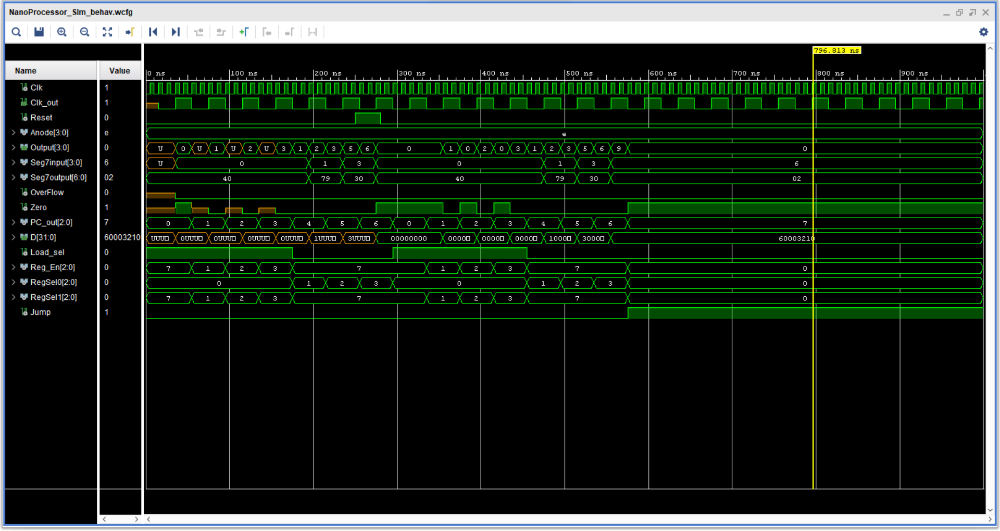 NanoProcessor_SIm_behav.wcfg
796.813 ns
Name Value
0 ns 100 ns 200 ns 300 ns 400 ns 500 ns 600 ns 700 ns 800 ns 900 ns
Clk 1
Clk_out 1
Reset 0
Anode[3:0] e e
Output[3:0] 0 U 0 U 1 U 2 U 3 1 2 3 5 6 0 1 0 2 0 3 1 2 3 5 6 9 0
Seg7input[3:0] 6 U 0 1 3 0 1 3 6
Seg7output[6:0] 02 40 79 30 40 79 30 02
OverFlow 0
Zero 1
PC_out[2:0] 7 0 1 2 3 4 5 6 0 1 2 3 4 5 6 7
D[31:0] 60003210 UUU□ 0UUU□ 0UUU□ 0UUU□ 0UUU□ 1UUU□ 3UUU□ 00000000 0000□ 0000□ 0000□ 1000□ 3000□ 60003210
Load_sel 0
Reg_En[2:0] 0 7 1 2 3 7 1 2 3 7 0
RegSel0[2:0] 0 0 1 2 3 0 1 2 3 0
RegSel1[2:0] 0 7 1 2 3 7 1 2 3 7 0
Jump 1